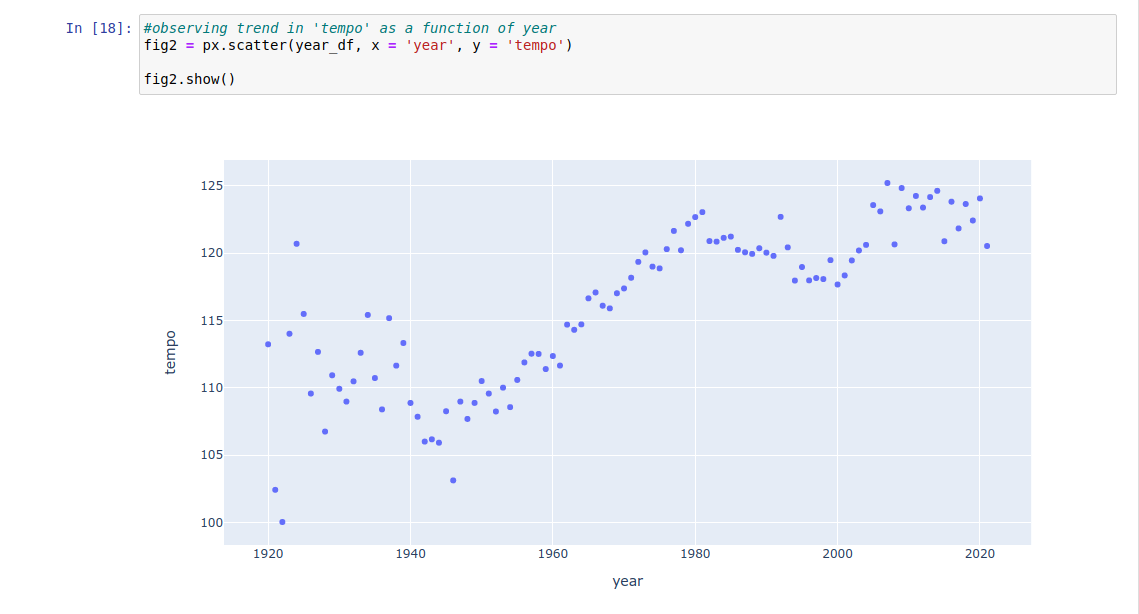 In [18]: #observing trend in 'tempo' as a function of year
fig2 = px.scatter(year_df, x = 'year', y = 'tempo')
fig2.show()
125
120
115
110
105
100
tempo
1920 1940 1960 1980 2000 2020
year